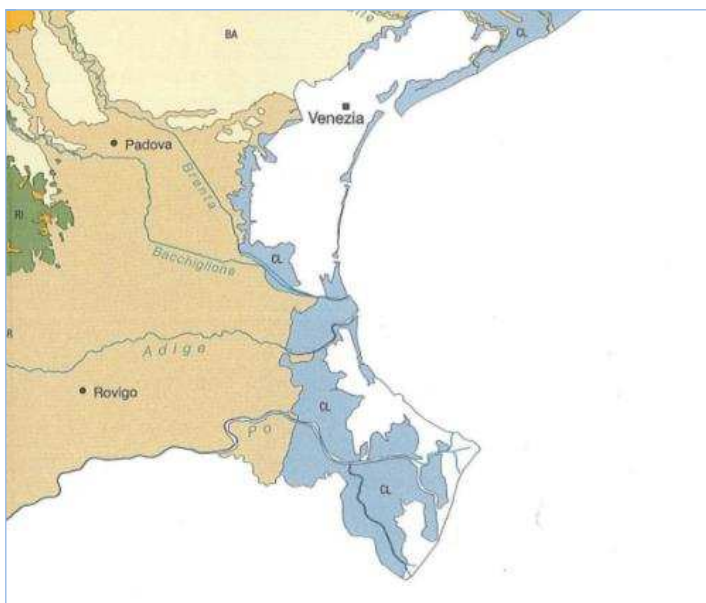 BA
CL
Venezia
Padova
Brenta
RI
CL
Bacchiglione
R
Adige
Rovigo
CL
Po
CL